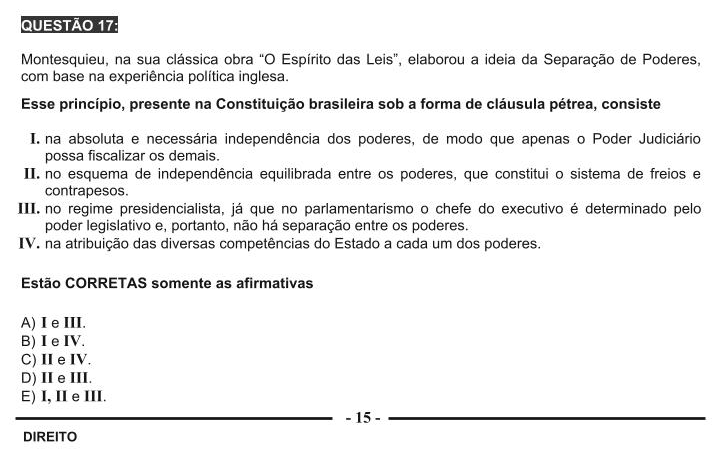 QUESTÃO 17:
Montesquieu, na sua clássica obra “O Espírito das Leis”, elaborou a ideia da Separação de Poderes,
com base na experiência política inglesa.
Esse princípio, presente na Constituição brasileira sob a forma de cláusula pétrea, consiste
I. na absoluta e necessária independência dos poderes, de modo que apenas o Poder Judiciário
possa fiscalizar os demais.
II. no esquema de independência equilibrada entre os poderes, que constitui o sistema de freios e
contrapesos.
III. no regime presidencialista, já que no parlamentarismo o chefe do executivo é determinado pelo
poder legislativo e, portanto, não há separação entre os poderes.
IV. na atribuição das diversas competências do Estado a cada um dos poderes.
Estão CORRETAS somente as afirmativas
A) I e III.
B) I e IV.
C) II e IV.
D) II e III.
E) I, II e III.
- 15 -
DIREITO